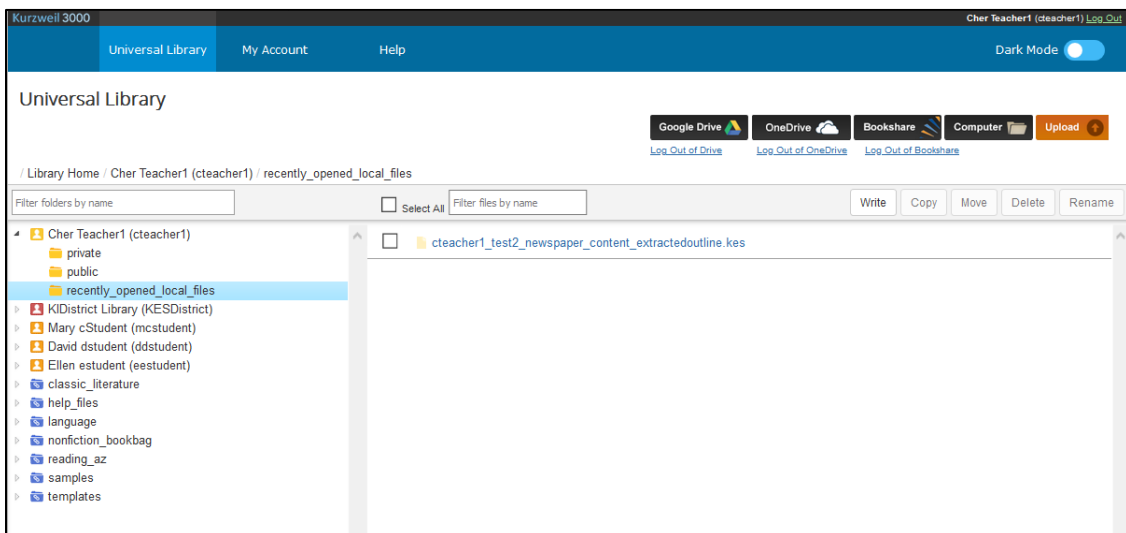 Kurzweil 3000
Cher Teacher1 (cteacher1) Log Out
Universal Library My Account Help Dark Mode
Universal Library
Google Drive OneDrive Bookshare Computer Upload
Log Out of Drive Log Out of OneDrive Log Out of Bookshare
/ Library Home / Cher Teacher1 (cteacher1) / recently_opened_local_files
Filter folders by name Select All Filter files by name Write Copy Move Delete Rename
Cher Teacher1 (cteacher1)
private
public
recently_opened_local_files
KIDistrict Library (KESDistrict)
Mary cStudent (mcstudent)
David dstudent (ddstudent)
Ellen estudent (eestudent)
classic_literature
help_files
language
nonfiction_bookbag
reading_az
samples
templates
cteacher1_test2_newspaper_content_extractedoutline.kes